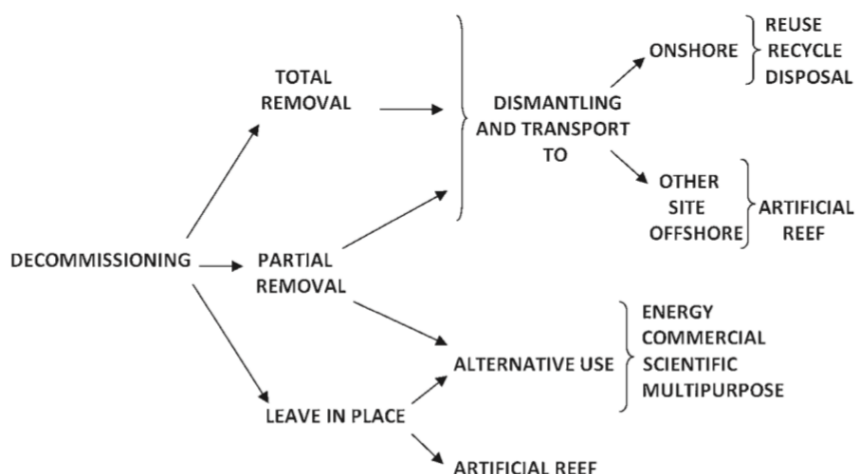 TOTAL
REMOVAL
DISMANTLING
AND TRANSPORT
TO
ONSHORE
REUSE
RECYCLE
DISPOSAL
OTHER
SITE
OFFSHORE
ARTIFICIAL
REEF
DECOMMISSIONING
PARTIAL
REMOVAL
ALTERNATIVE USE
ENERGY
COMMERCIAL
SCIENTIFIC
MULTIPURPOSE
LEAVE IN PLACE
ARTIFICIAL REEF